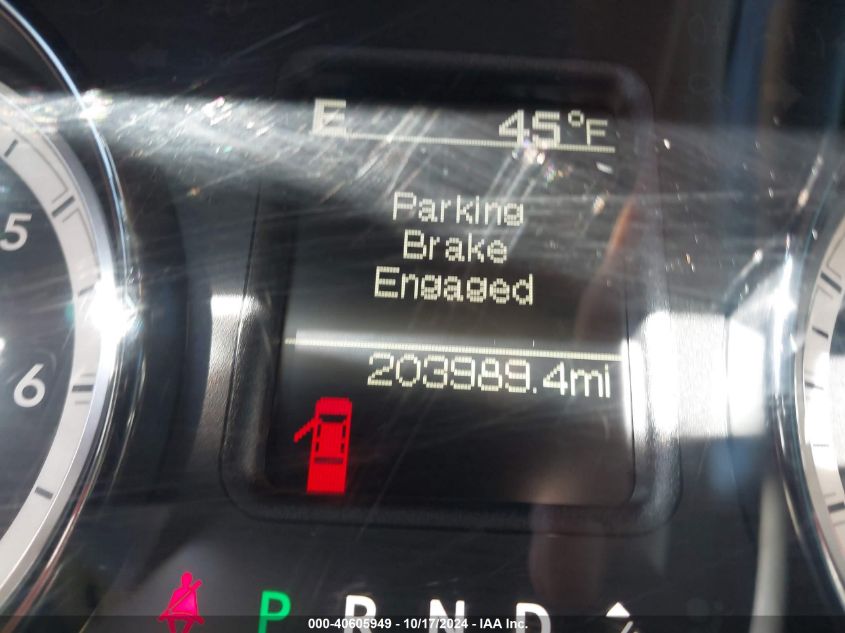 E 45°F
Parking
Brake
Engaged
203989.4mi
5
6
P R N D
000-40605949 - 10/17/2024 - IAA Inc.